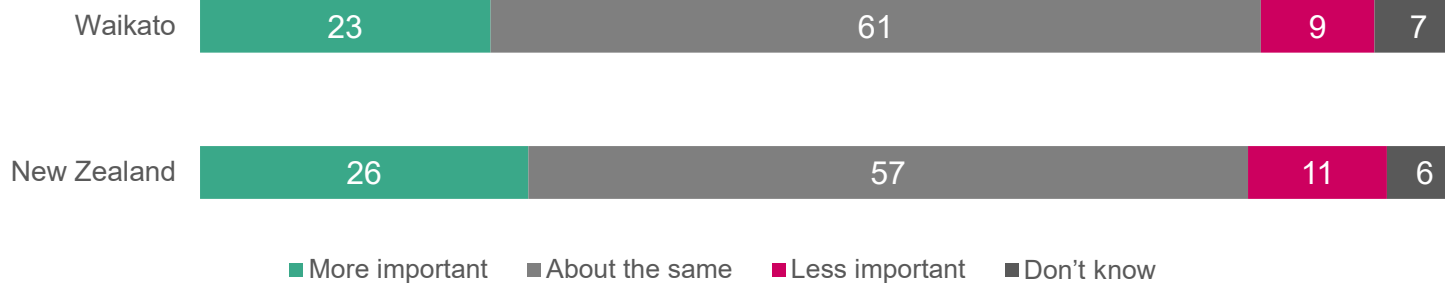 Waikato 23 61 9 7
New Zealand 26 57 11 6
More important About the same Less important Don’t know